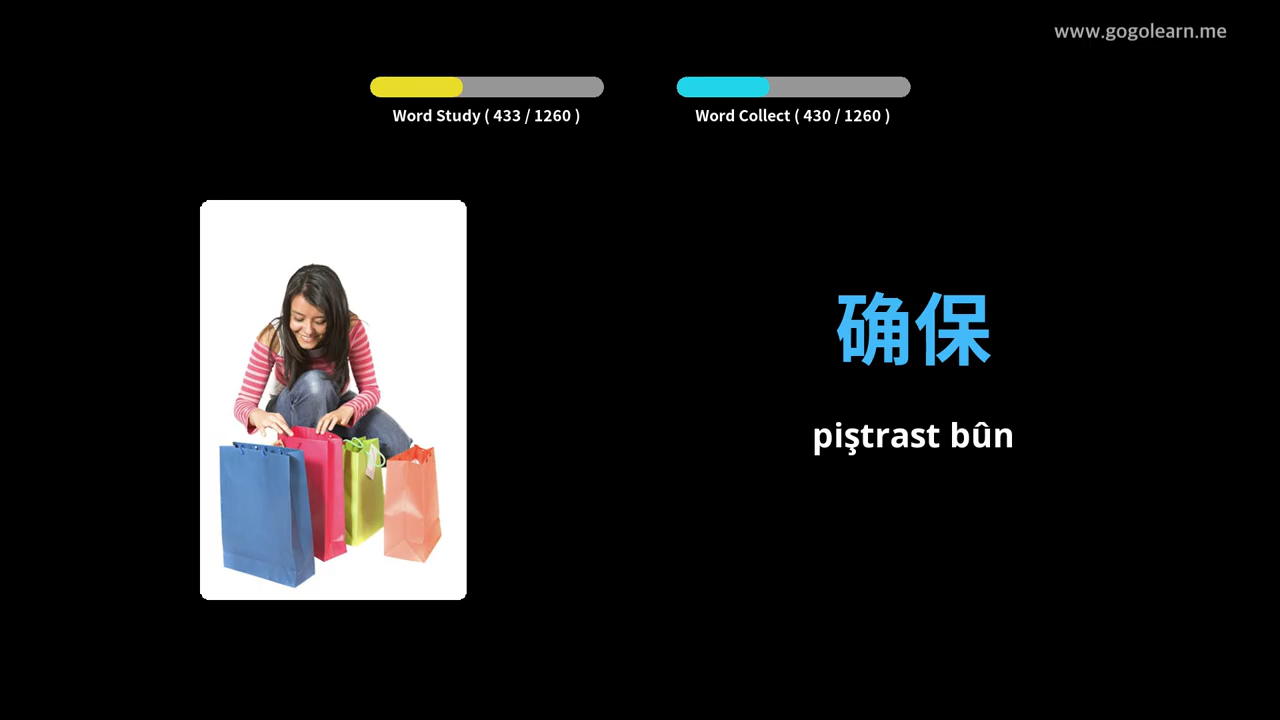 www.gogolearn.me
Word Study ( 433 / 1260 )
Word Collect ( 430 / 1260 )
确保
piştrast bûn